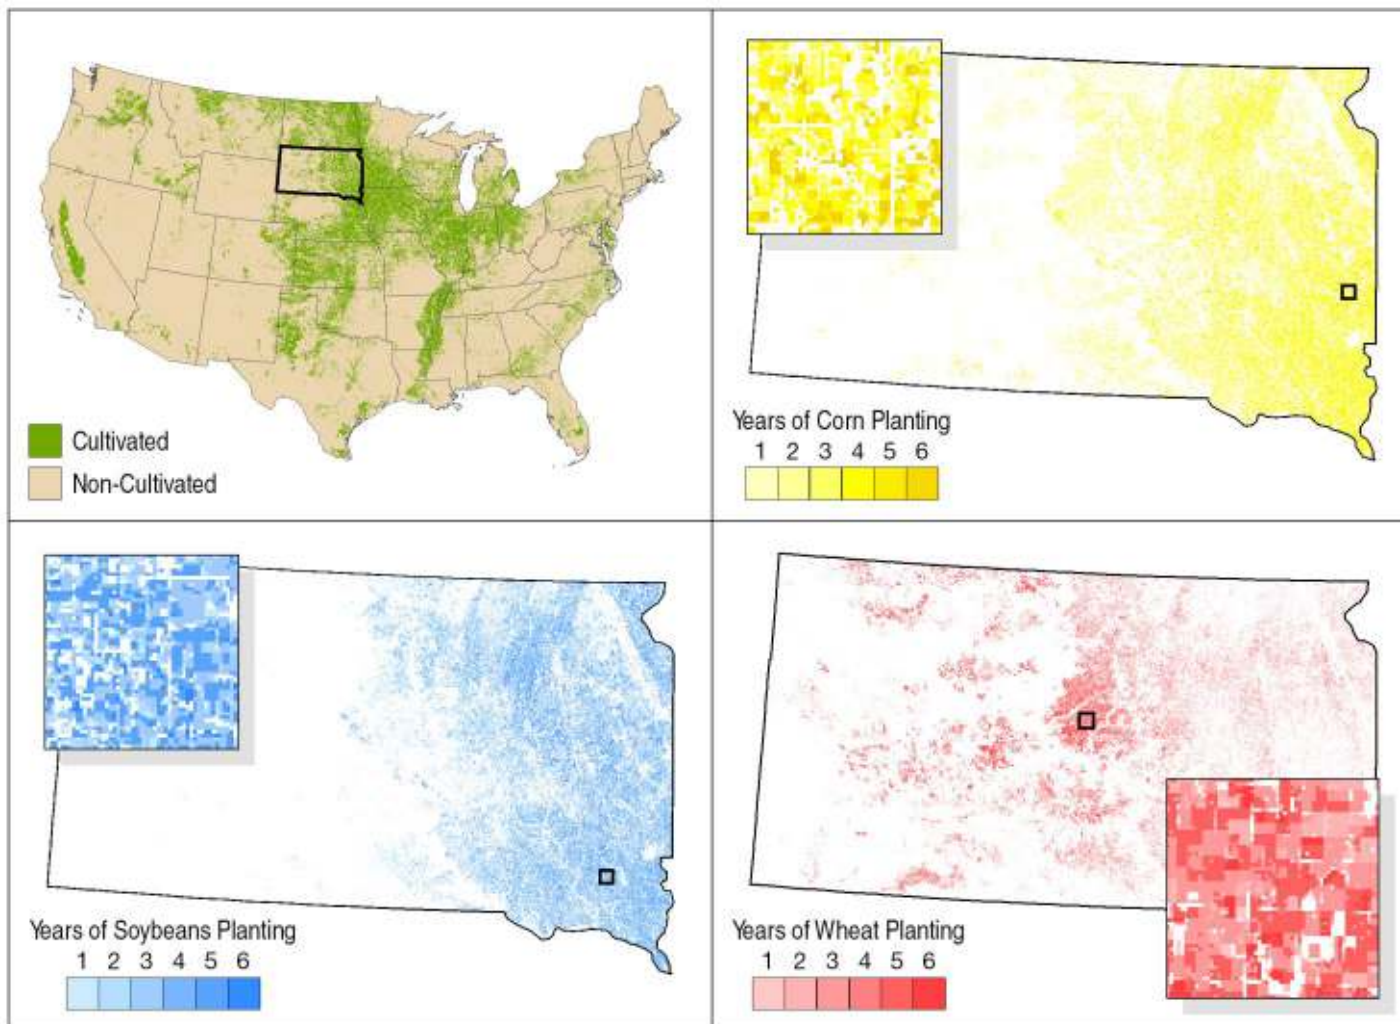 Cultivated
Non-Cultivated
Years of Corn Planting
1 2 3 4 5 6
Years of Soybeans Planting
1 2 3 4 5 6
Years of Wheat Planting
1 2 3 4 5 6